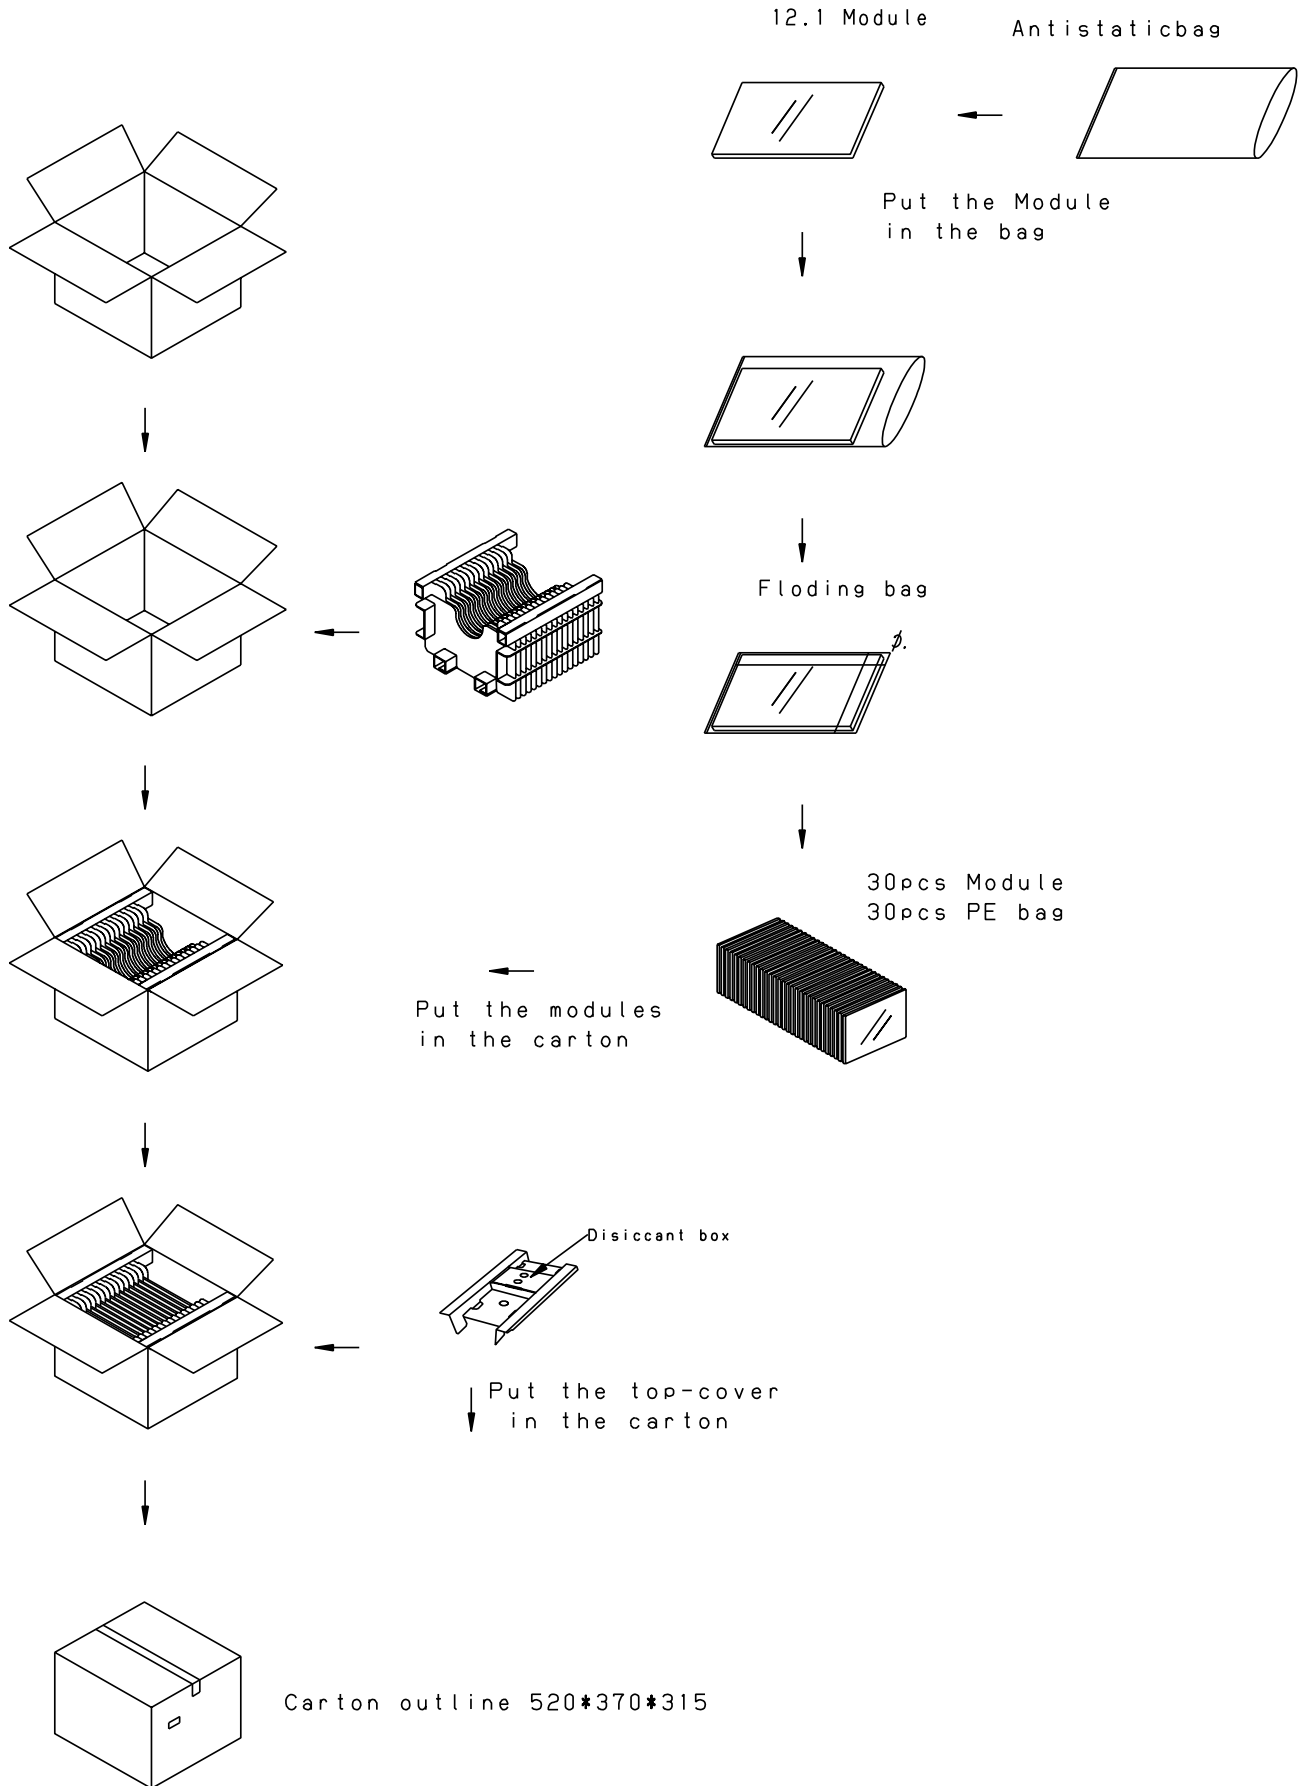 12.1 Module
Antistaticbag
Put the Module
in the bag
Floding bag
30pcs Module
30pcs PE bag
Put the modules
in the carton
Disiccant box
Put the top-cover
in the carton
Carton outline 520*370*315